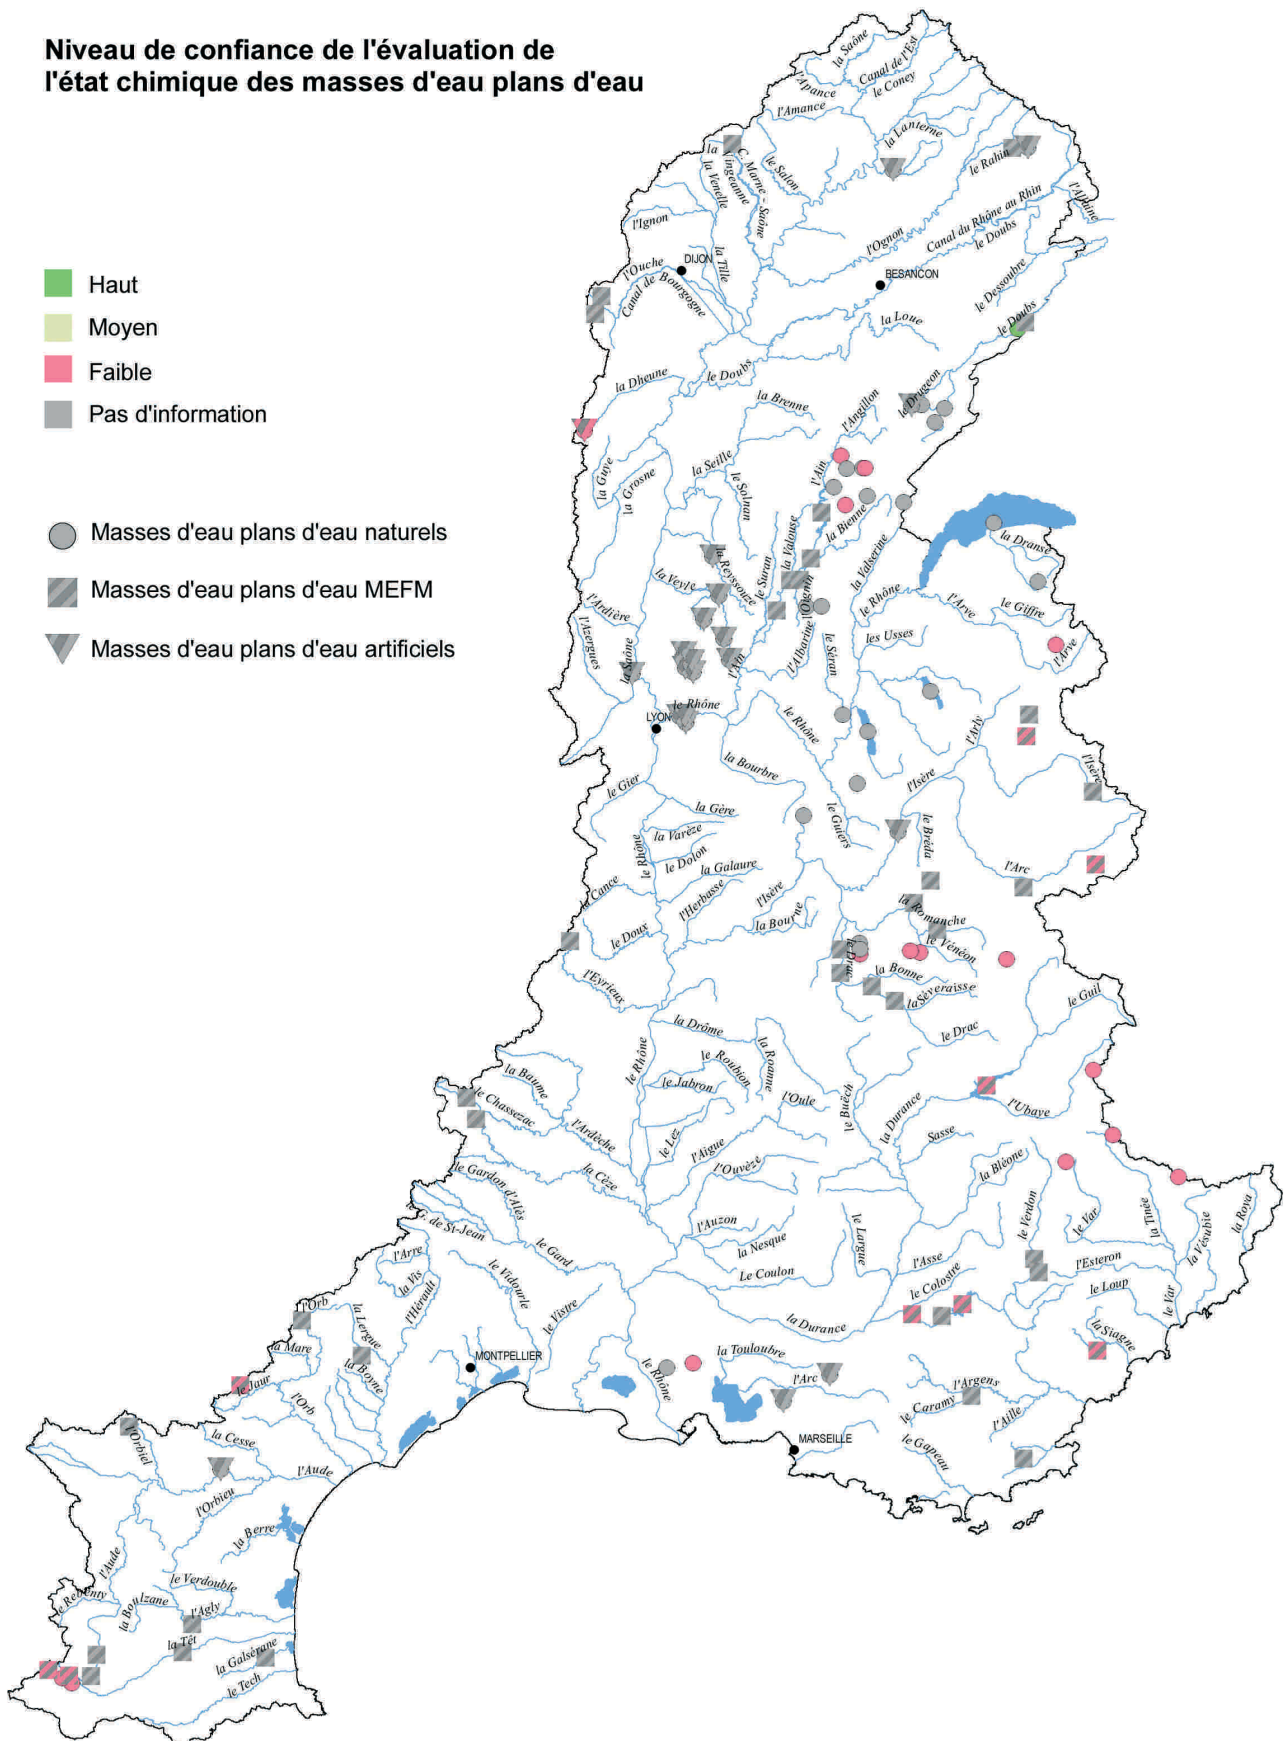 Niveau de confiance de l'évaluation de
l'état chimique des masses d'eau plans d'eau
Haut
Moyen
Faible
Pas d'information
Masses d'eau plans d'eau naturels
Masses d'eau plans d'eau MEFM
Masses d'eau plans d'eau artificiels
la Saône
Canal de l'Est
l'Apance
le Coney
l'Amance
la Lanterne
le Rahin
la Vingeanne
C. Marne - Saône
le Salon
la Venelle
l'Ignon
la Tille
l'Allaine
Canal du Rhône au Rhin
le Doubs
l'Ognon
DIJON
l'Ouche
Canal de Bourgogne
BESANCON
le Dessoubre
le Doubs
la Loue
la Dheune
le Doubs
le Drugeon
la Brenne
l'Angillon
la Guye
la Grosne
la Seille
le Solnan
l'Ain
la Bienne
la Valouse
le Suran
la Reyssouze
la Veyle
l'Oignin
la Valserine
la Dranse
le Rhône
l'Arve
le Giffre
l'Arve
l'Ardière
l'Azergues
la Saône
l'Ain
l'Albarine
le Séran
les Usses
le Rhône
LYON
le Rhône
l'Arly
la Bourbre
l'Isère
l'Isère
le Gier
la Gère
la Varèze
le Rhône
le Dolon
la Galaure
le Guiers
le Bréda
l'Arc
la Cance
l'Herbasse
l'Isère
la Bourne
la Romanche
le Doux
le Drac
le Vénéon
la Bonne
la Séveraisse
l'Eyrieux
le Drac
le Guil
la Drôme
le Rhône
le Roubion
la Roanne
le Jabron
l'Oule
le Buëch
la Durance
l'Ubaye
la Baume
le Chassezac
l'Ardèche
le Lez
l'Aigue
l'Ouvèze
Sasse
la Bléone
le Gardon d'Alès
la Cèze
le Verdon
le Var
la Tinée
la Vésubie
la Roya
G. de St-Jean
l'Auzon
la Nesque
le Largue
l'Arre
la Vis
l'Hérault
le Gard
le Vidourle
Le Coulon
l'Asse
l'Esteron
le Colostre
le Loup
le Var
le Vistre
l'Orb
la Lergue
la Durance
la Siagne
la Mare
la Boyne
MONTPELLIER
la Touloubre
le Rhône
l'Arc
le Jaur
l'Orb
l'Argens
le Caramy
l'Aille
la Cesse
l'Orbiel
MARSEILLE
le Gapeau
l'Aude
l'Orbieu
la Berre
l'Aude
le Verdouble
le Rebenty
la Boulzane
l'Agly
la Têt
la Galsérane
le Tech